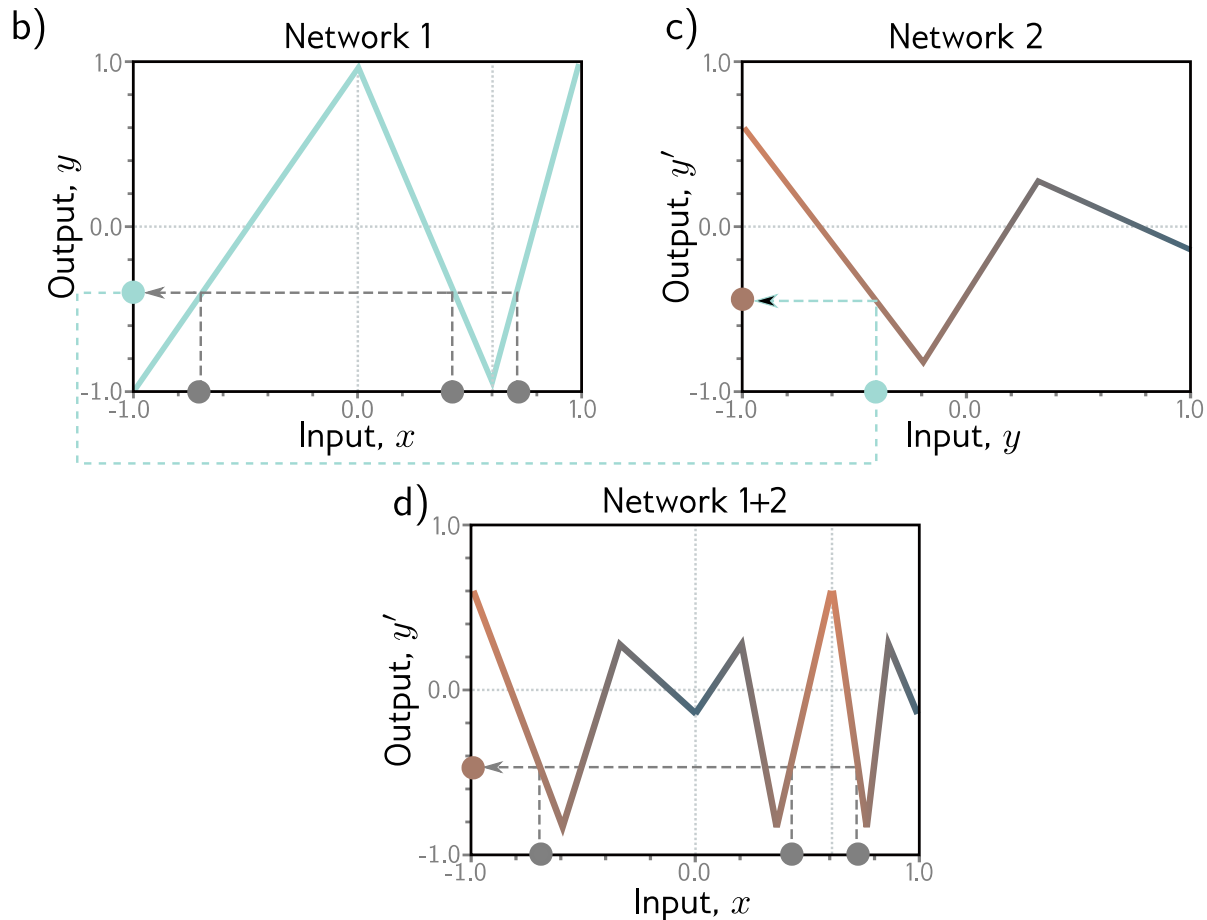 b)
Network 1
Output, y
1.0
0.0
-1.0
-1.0
0.0
1.0
Input, x
c)
Network 2
Output, y′
1.0
0.0
-1.0
-1.0
0.0
1.0
Input, y
d)
Network 1+2
Output, y′
1.0
0.0
-1.0
-1.0
0.0
1.0
Input, x